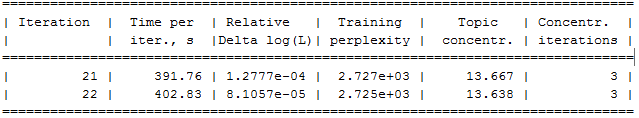 =====================================================================================
| Iteration | Time per | Relative | Training | Topic | Concentr. |
| | iter., s |Delta log(L)| perplexity | concentr. | iterations |
=====================================================================================
| 21 | 391.76 | 1.2777e-04 | 2.727e+03 | 13.667 | 3 |
| 22 | 402.83 | 8.1057e-05 | 2.725e+03 | 13.638 | 3 |
=====================================================================================